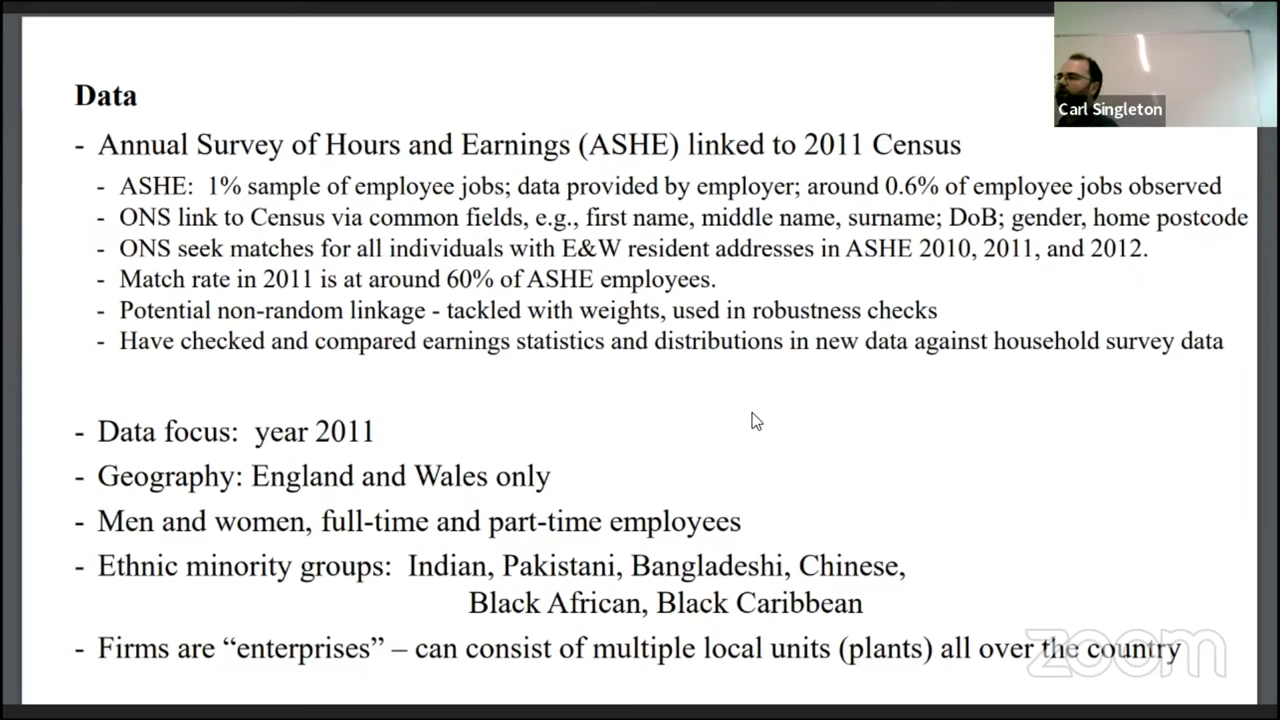 Data
- Annual Survey of Hours and Earnings (ASHE) linked to 2011 Census
- ASHE:  1% sample of employee jobs; data provided by employer; around 0.6% of employee jobs observed
- ONS link to Census via common fields, e.g., first name, middle name, surname; DoB; gender, home postcode
- ONS seek matches for all individuals with E&W resident addresses in ASHE 2010, 2011, and 2012.
- Match rate in 2011 is at around 60% of ASHE employees.
- Potential non-random linkage - tackled with weights, used in robustness checks
- Have checked and compared earnings statistics and distributions in new data against household survey data
- Data focus:  year 2011
- Geography: England and Wales only
- Men and women, full-time and part-time employees
- Ethnic minority groups:  Indian, Pakistani, Bangladeshi, Chinese,
Black African, Black Caribbean
- Firms are “enterprises” – can consist of multiple local units (plants) all over the country
Carl Singleton
zoom